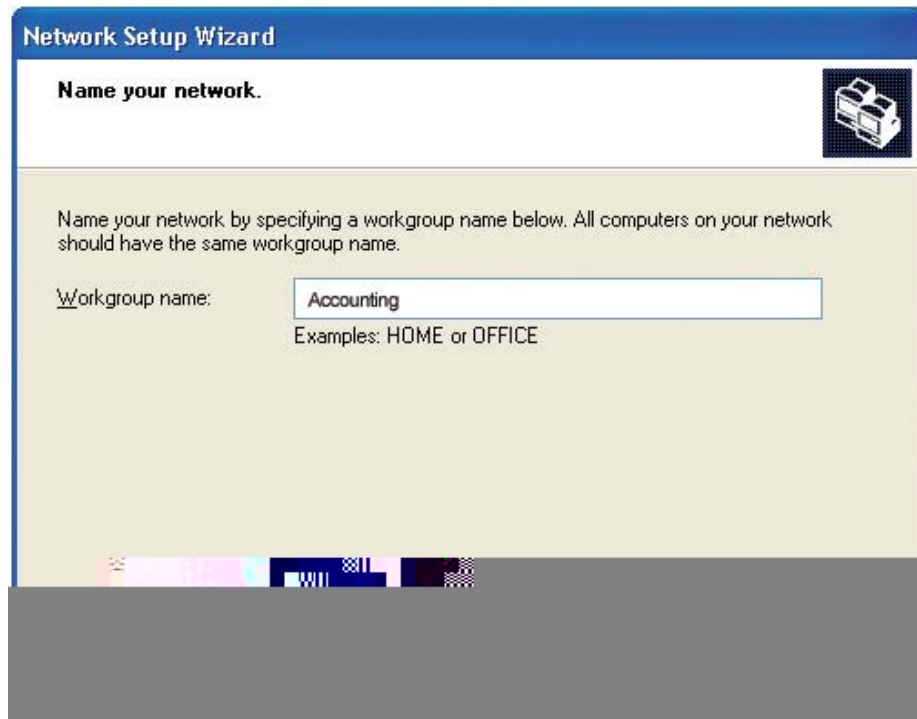 Network Setup Wizard
Name your network.
Name your network by specifying a workgroup name below. All computers on your network
should have the same workgroup name.
Workgroup name:
Accounting
Examples: HOME or OFFICE